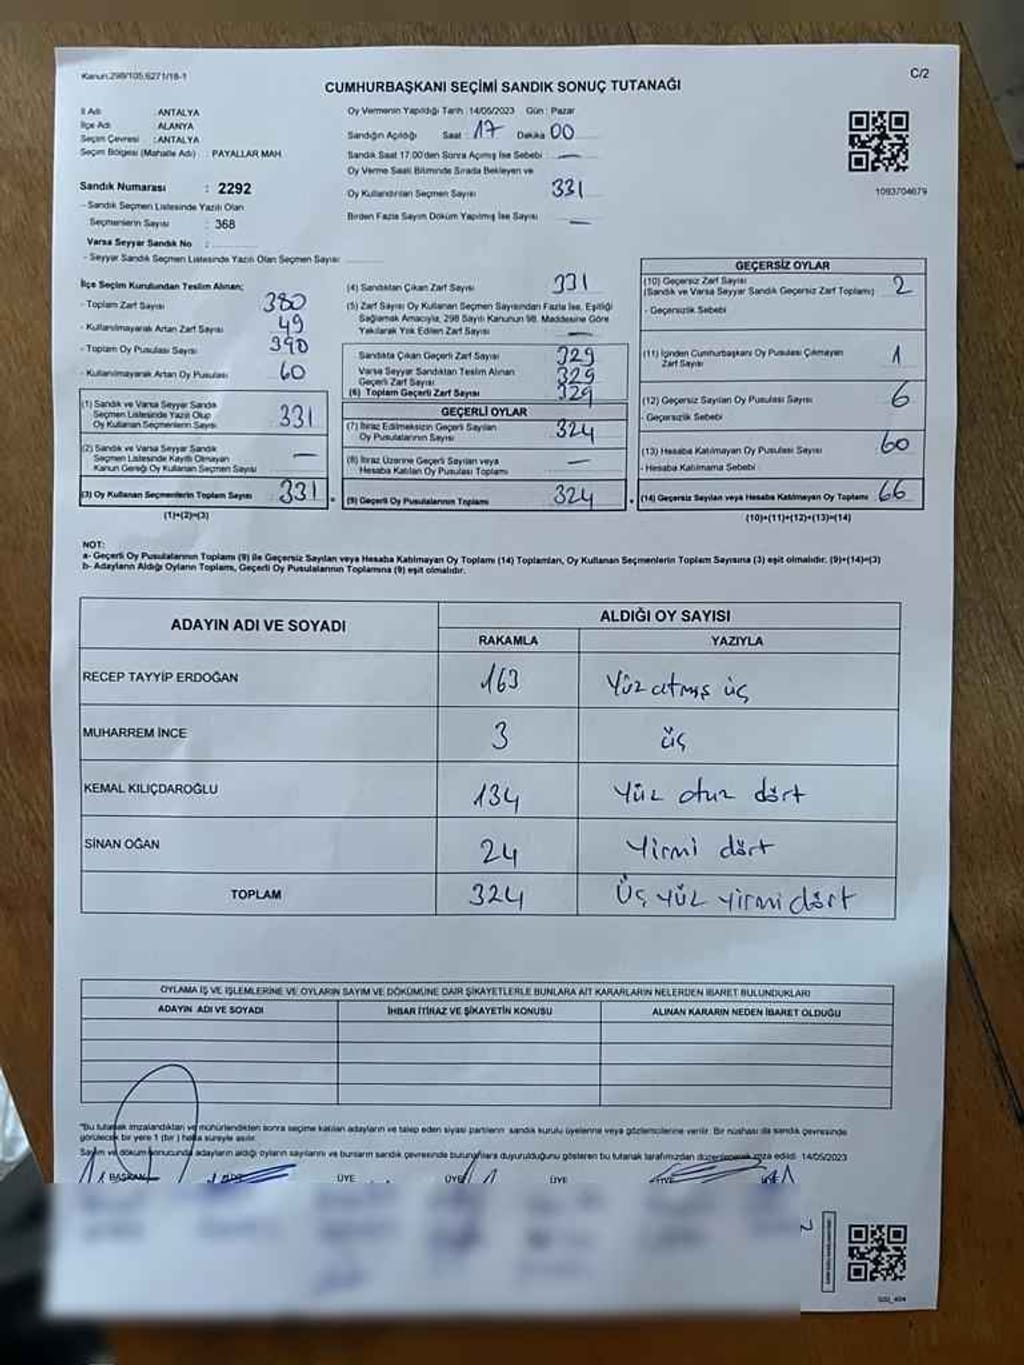 Kanun:298/105,6271/18-1
C/2
CUMHURBAŞKANI SEÇİMİ SANDIK SONUÇ TUTANAĞI
İl Adı : ANTALYA
İlçe Adı : ALANYA
Seçim Çevresi : ANTALYA
Seçim Bölgesi (Mahalle Adı) : PAYALLAR MAH.
Sandık Numarası : 2292
- Sandık Seçmen Listesinde Yazılı Olan
Seçmenlerin Sayısı : 368
Varsa Seyyar Sandık No :
- Seyyar Sandık Seçmen Listesinde Yazılı Olan Seçmen Sayısı
Oy Vermenin Yapıldığı Tarih :14/05/2023 Gün : Pazar
Sandığın Açıldığı Saat : 17 Dakika 00
Sandık Saat 17:00'den Sonra Açımış İse Sebebi : —
Oy Verme Saati Bitiminde Sırada Bekleyen ve
Oy Kullandırılan Seçmen Sayısı 331
Birden Fazla Sayım Döküm Yapılmış İse Sayısı —
1093704679
İlçe Seçim Kurulundan Teslim Alınan;
- Toplam Zarf Sayısı 380
- Kullanılmayarak Artan Zarf Sayısı 49
- Toplam Oy Pusulası Sayısı 390
- Kullanılmayarak Artan Oy Pusulası 60
(1) Sandık ve Varsa Seyyar Sandık
Seçmen Listesinde Yazılı Olup
Oy Kullanan Seçmenlerin Sayısı 331
(2) Sandık ve Varsa Seyyar Sandık
Seçmen Listesinde Kayıtlı Olmayan
Kanun Gereği Oy Kullanan Seçmen Sayısı —
(3) Oy Kullanan Seçmenlerin Toplam Sayısı 331
(1)+(2)=(3)
(4) Sandıktan Çıkan Zarf Sayısı 331
(5) Zarf Sayısı Oy Kullanan Seçmen Sayısından Fazla İse, Eşitliği
Sağlamak Amacıyla, 298 Sayılı Kanunun 98. Maddesine Göre
Yakılarak Yok Edilen Zarf Sayısı —
Sandıkta Çıkan Geçerli Zarf Sayısı 329
Varsa Seyyar Sandıktan Teslim Alınan
Geçerli Zarf Sayısı 329
(6) Toplam Geçerli Zarf Sayısı 329
GEÇERLİ OYLAR
(7) İtiraz Edilmeksizin Geçerli Sayılan
Oy Pusulalarının Sayısı 324
(8) İtiraz Üzerine Geçerli Sayılan veya
Hesaba Katılan Oy Pusulası Toplamı —
(9) Geçerli Oy Pusulalarının Toplamı 324
GEÇERSİZ OYLAR
(10) Geçersiz Zarf Sayısı
(Sandık ve Varsa Seyyar Sandık Geçersiz Zarf Toplamı) 2
- Geçersizlik Sebebi
(11) İçinden Cumhurbaşkanı Oy Pusulası Çıkmayan
Zarf Sayısı 1
(12) Geçersiz Sayılan Oy Pusulası Sayısı 6
- Geçersizlik Sebebi
(13) Hesaba Katılmayan Oy Pusulası Sayısı 60
- Hesaba Katılmama Sebebi
(14) Geçersiz Sayılan veya Hesaba Katılmayan Oy Toplamı 66
(10)+(11)+(12)+(13)=(14)
NOT:
a- Geçerli Oy Pusulalarının Toplamı (9) ile Geçersiz Sayılan veya Hesaba Katılmayan Oy Toplamı (14) Toplamları, Oy Kullanan Seçmenlerin Toplam Sayısına (3) eşit olmalıdır. (9)+(14)=(3)
b- Adayların Aldığı Oyların Toplamı, Geçerli Oy Pusulalarının Toplamına (9) eşit olmalıdır.
ADAYIN ADI VE SOYADI
ALDIĞI OY SAYISI
RAKAMLA YAZIYLA
RECEP TAYYİP ERDOĞAN 163 Yüz atmış üç
MUHARREM İNCE 3 üç
KEMAL KILIÇDAROĞLU 134 Yüz otuz dört
SİNAN OĞAN 24 Yirmi dört
TOPLAM 324 Üç yüz yirmi dört
OYLAMA İŞ VE İŞLEMLERİNE VE OYLARIN SAYIM VE DÖKÜMÜNE DAİR ŞİKAYETLERLE BUNLARA AİT KARARLARIN NELERDEN İBARET BULUNDUKLARI
ADAYIN ADI VE SOYADI İHBAR İTİRAZ VE ŞİKAYETİN KONUSU ALINAN KARARIN NEDEN İBARET OLDUĞU
"Bu tutanak imzalandıktan ve mühürlendikten sonra seçime katılan adayların ve talep eden siyasi partilerin sandık kurulu üyelerine veya gözlemcilerine verilir. Bir nüshası da sandık çevresinde
görülecek bir yere 1 (bir ) hafta süreyle asılır.
Sayım ve döküm sonucunda adayların aldığı oyların sayılarını ve bunların sandık çevresinde bulunanlara duyurulduğunu gösteren bu tutanak tarafımızdan düzenlenerek imza edildi. 14/05/2023
BAŞKAN ÜYE ÜYE ÜYE ÜYE